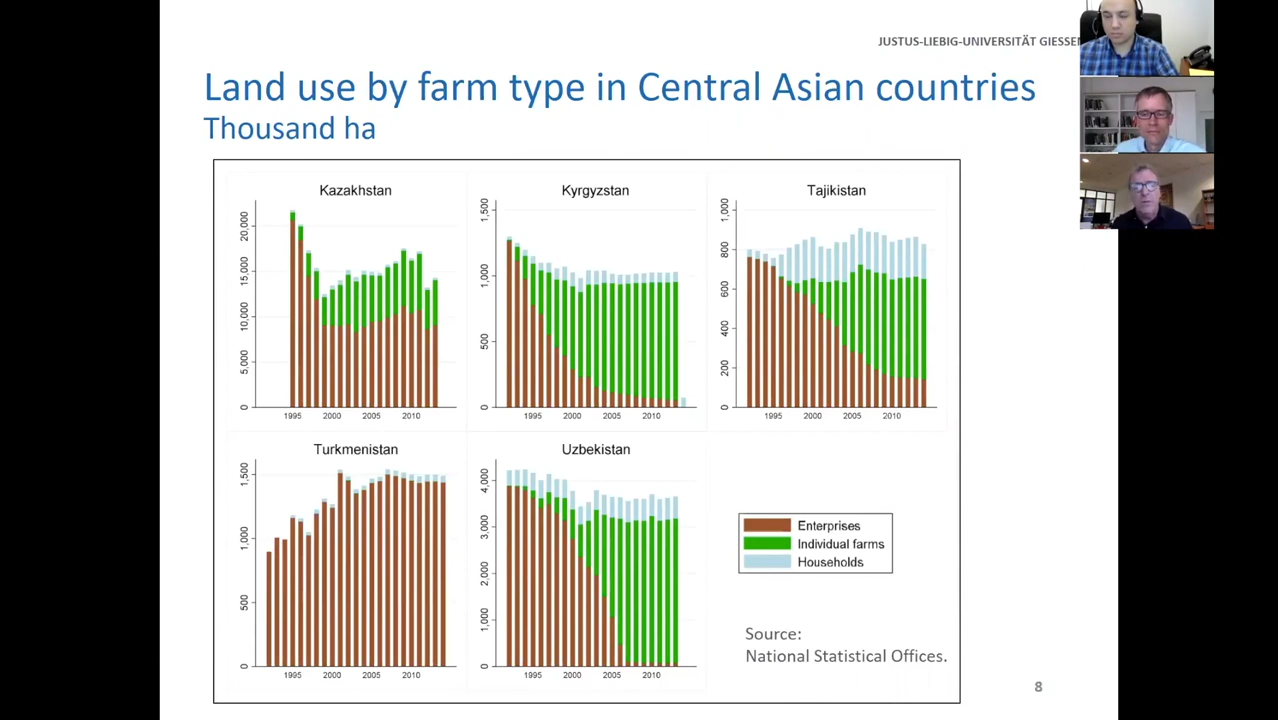 JUSTUS-LIEBIG-UNIVERSITÄT GIESSEN
Land use by farm type in Central Asian countries
Thousand ha
Kazakhstan
20,000
15,000
10,000
5,000
0
1995 2000 2005 2010
Kyrgyzstan
1,500
1,000
500
0
1995 2000 2005 2010
Tajikistan
1,000
800
600
400
200
0
1995 2000 2005 2010
Turkmenistan
1,500
1,000
500
0
1995 2000 2005 2010
Uzbekistan
4,000
3,000
2,000
1,000
0
1995 2000 2005 2010
Enterprises
Individual farms
Households
Source:
National Statistical Offices.
8